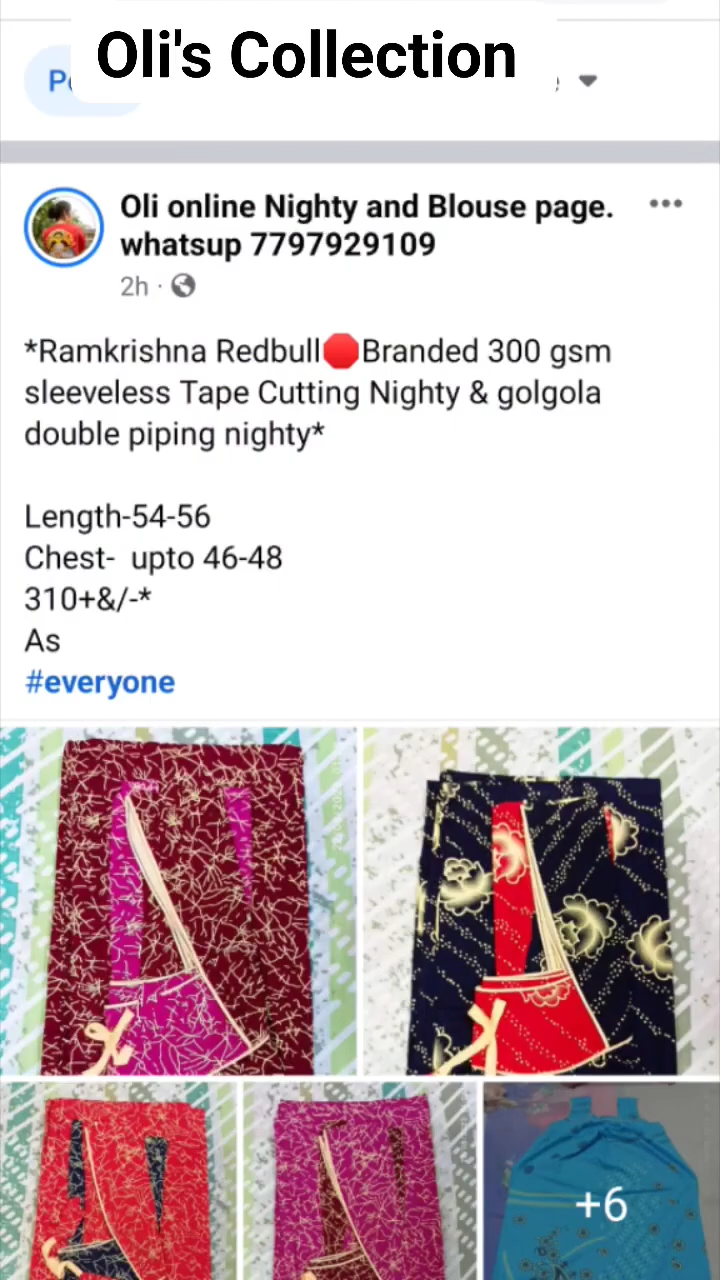 Oli's Collection
Oli online Nighty and Blouse page.
whatsup 7797929109
2h ·
*Ramkrishna Redbull🛑Branded 300 gsm
sleeveless Tape Cutting Nighty & golgola
double piping nighty*
Length-54-56
Chest-  upto 46-48
310+&/-*
As
#everyone
+6